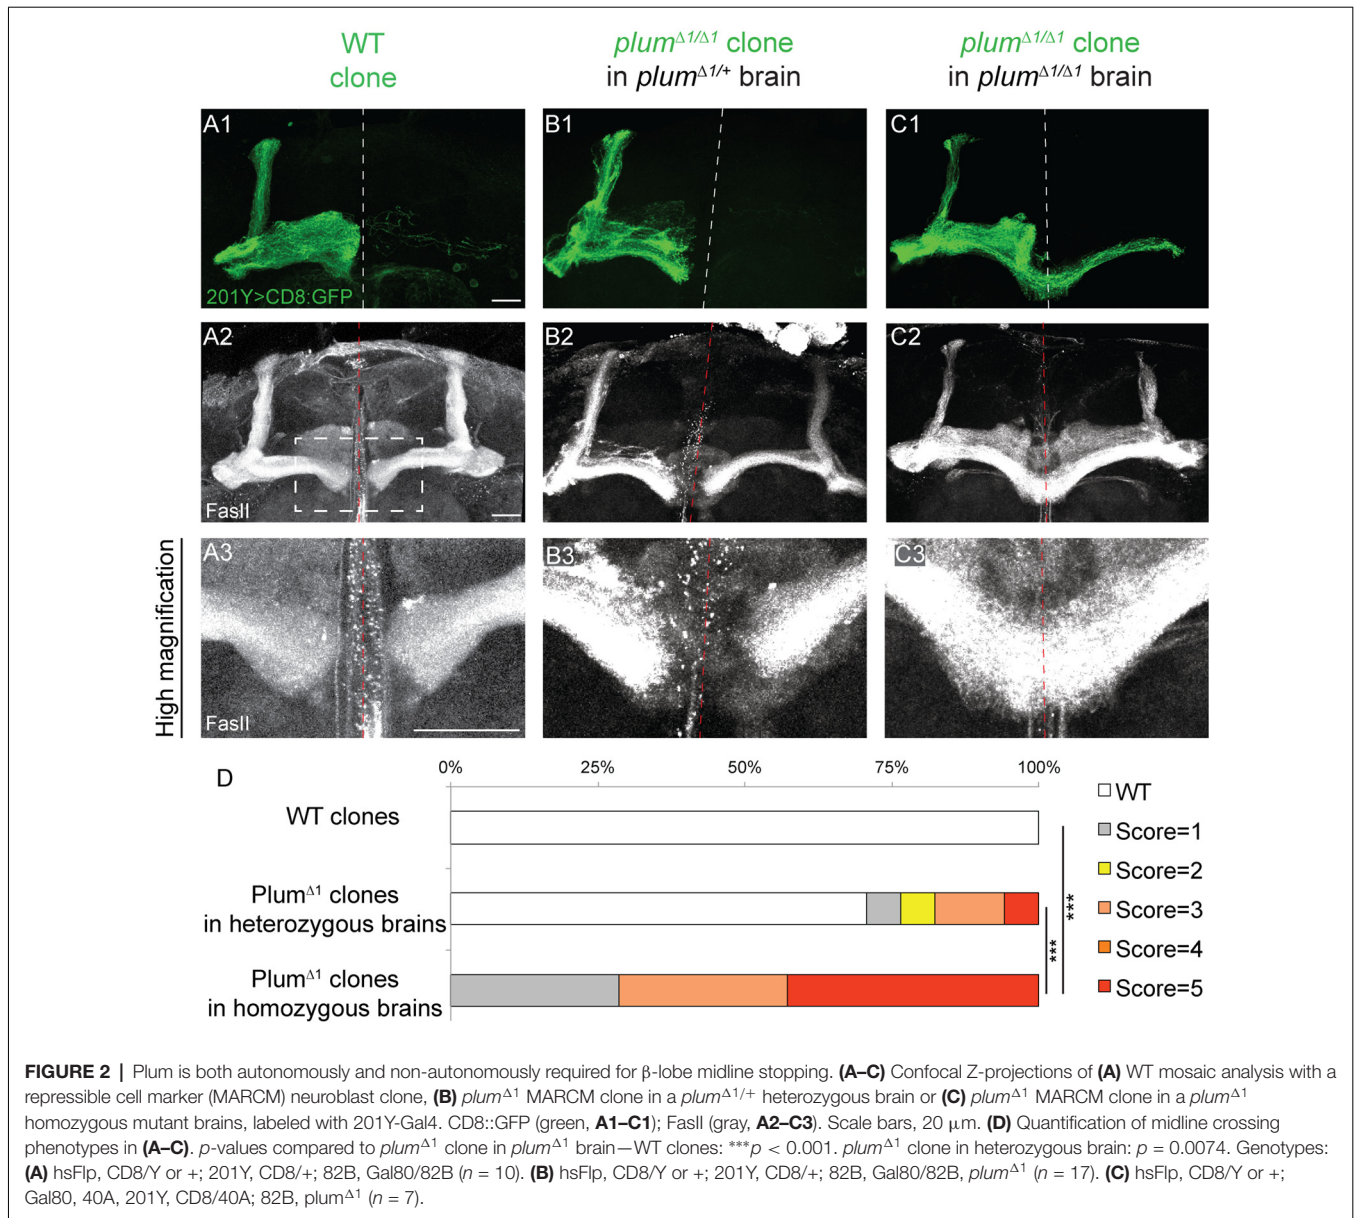 WT
clone
plumΔ1/Δ1 clone
in plumΔ1/+ brain
plumΔ1/Δ1 clone
in plumΔ1/Δ1 brain
A1
201Y>CD8:GFP
B1
C1
A2
FasII
B2
C2
High magnification
A3
FasII
B3
C3
D
0% 25% 50% 75% 100%
WT clones
PlumΔ1 clones
in heterozygous brains
PlumΔ1 clones
in homozygous brains
***
***
WT
Score=1
Score=2
Score=3
Score=4
Score=5
FIGURE 2 | Plum is both autonomously and non-autonomously required for β-lobe midline stopping. (A–C) Confocal Z-projections of (A) WT mosaic analysis with a
repressible cell marker (MARCM) neuroblast clone, (B) plumΔ1 MARCM clone in a plumΔ1/+ heterozygous brain or (C) plumΔ1 MARCM clone in a plumΔ1
homozygous mutant brains, labeled with 201Y-Gal4. CD8::GFP (green, A1–C1); FasII (gray, A2–C3). Scale bars, 20 μm. (D) Quantification of midline crossing
phenotypes in (A–C). p-values compared to plumΔ1 clone in plumΔ1 brain—WT clones: ***p < 0.001. plumΔ1 clone in heterozygous brain: p = 0.0074. Genotypes:
(A) hsFlp, CD8/Y or +; 201Y, CD8/+; 82B, Gal80/82B (n = 10). (B) hsFlp, CD8/Y or +; 201Y, CD8/+; 82B, Gal80/82B, plumΔ1 (n = 17). (C) hsFlp, CD8/Y or +;
Gal80, 40A, 201Y, CD8/40A; 82B, plumΔ1 (n = 7).